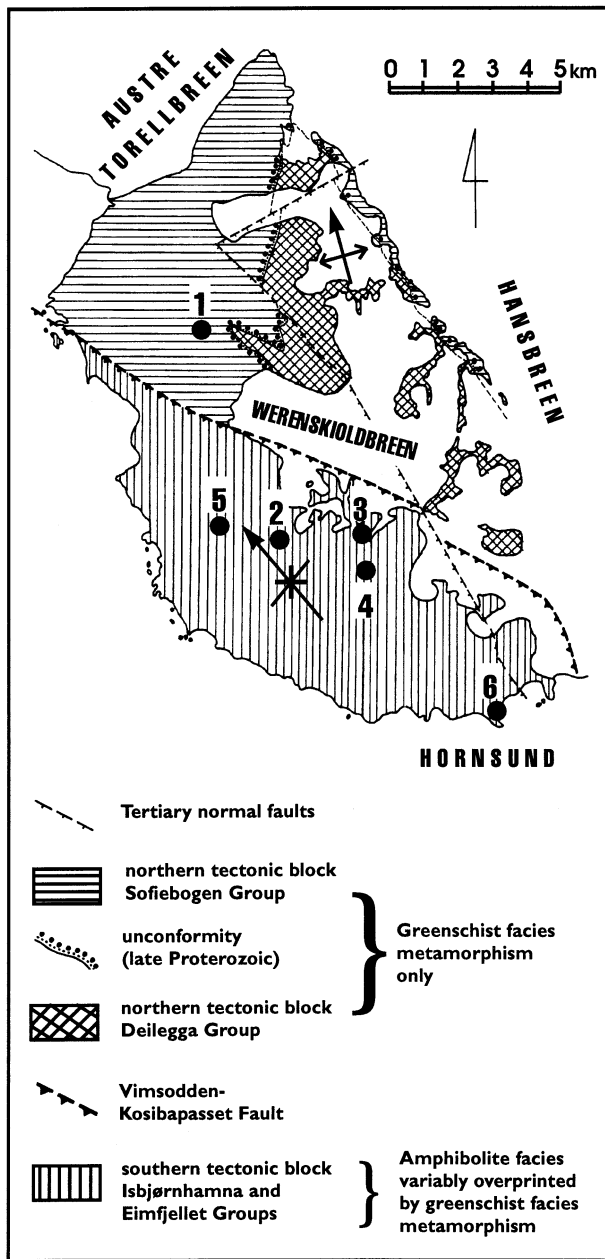 AUSTRE
TORELLBREEN
0 1 2 3 4 5 km
HANSBREEN
1
WERENSKIOLDBREEN
5
2
3
4
6
HORNSUND
Tertiary normal faults
northern tectonic block
Sofiebogen Group
unconformity
(late Proterozoic)
Greenschist facies
metamorphism
only
northern tectonic block
Deilegga Group
Vimsodden-
Kosibapasset Fault
southern tectonic block
Isbjørnhamna and
Eimfjellet Groups
Amphibolite facies
variably overprinted
by greenschist facies
metamorphism